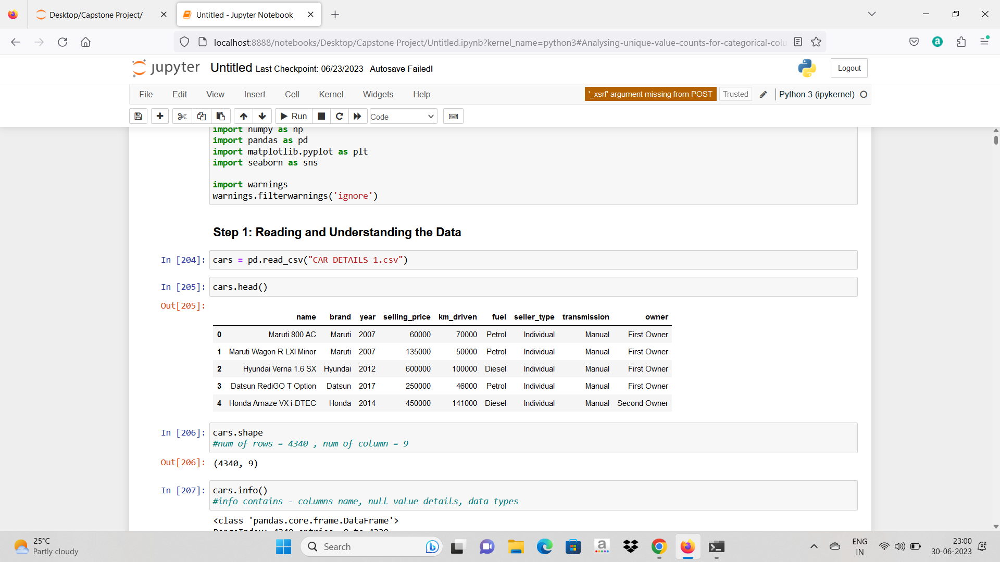 Desktop/Capstone Project/
Untitled - Jupyter Notebook
localhost:8888/notebooks/Desktop/Capstone Project/Untitled.ipynb?kernel_name=python3#Analysing-unique-value-counts-for-categorical-colu
jupyter Untitled Last Checkpoint: 06/23/2023 Autosave Failed!
Logout
File Edit View Insert Cell Kernel Widgets Help
'_xsrf' argument missing from POST Trusted Python 3 (ipykernel)
Run Code
import numpy as np
import pandas as pd
import matplotlib.pyplot as plt
import seaborn as sns
import warnings
warnings.filterwarnings('ignore')
Step 1: Reading and Understanding the Data
In [204]: cars = pd.read_csv("CAR DETAILS 1.csv")
In [205]: cars.head()
Out[205]:
name brand year selling_price km_driven fuel seller_type transmission owner
0 Maruti 800 AC Maruti 2007 60000 70000 Petrol Individual Manual First Owner
1 Maruti Wagon R LXI Minor Maruti 2007 135000 50000 Petrol Individual Manual First Owner
2 Hyundai Verna 1.6 SX Hyundai 2012 600000 100000 Diesel Individual Manual First Owner
3 Datsun RediGO T Option Datsun 2017 250000 46000 Petrol Individual Manual First Owner
4 Honda Amaze VX i-DTEC Honda 2014 450000 141000 Diesel Individual Manual Second Owner
In [206]: cars.shape
#num of rows = 4340 , num of column = 9
Out[206]: (4340, 9)
In [207]: cars.info()
#info contains - columns name, null value details, data types
<class 'pandas.core.frame.DataFrame'>
25°C
Partly cloudy
Search
ENG
IN
23:00
30-06-2023